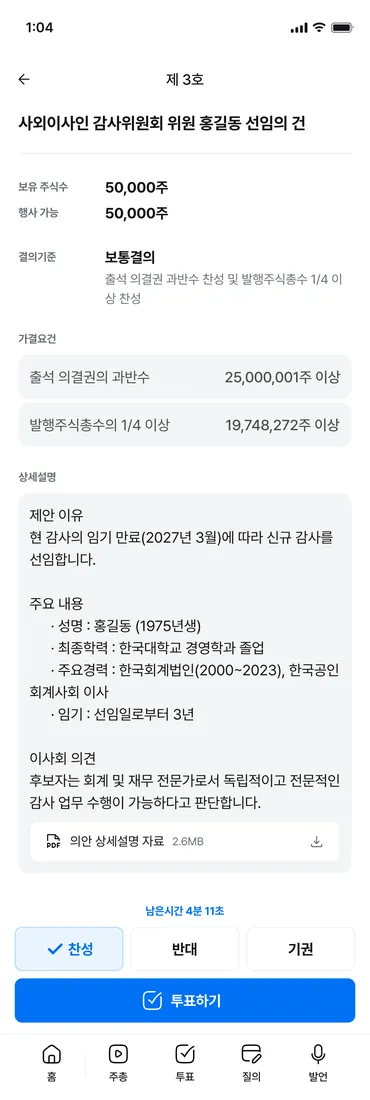 1:04
제 3호
사외이사인 감사위원회 위원 홍길동 선임의 건
보유 주식수 50,000주
행사 가능 50,000주
결의기준 보통결의
출석 의결권 과반수 찬성 및 발행주식총수 1/4 이
상 찬성
가결요건
출석 의결권의 과반수 25,000,001주 이상
발행주식총수의 1/4 이상 19,748,272주 이상
상세설명
제안 이유
현 감사의 임기 만료(2027년 3월)에 따라 신규 감사를
선임합니다.
주요 내용
· 성명 : 홍길동 (1975년생)
· 최종학력 : 한국대학교 경영학과 졸업
· 주요경력 : 한국회계법인(2000~2023), 한국공인
회계사회 이사
· 임기 : 선임일로부터 3년
이사회 의견
후보자는 회계 및 재무 전문가로서 독립적이고 전문적인
감사 업무 수행이 가능하다고 판단합니다.
PDF 의안 상세설명 자료 2.6MB
남은시간 4분 11초
찬성 반대 기권
투표하기
홈 주총 투표 질의 발언